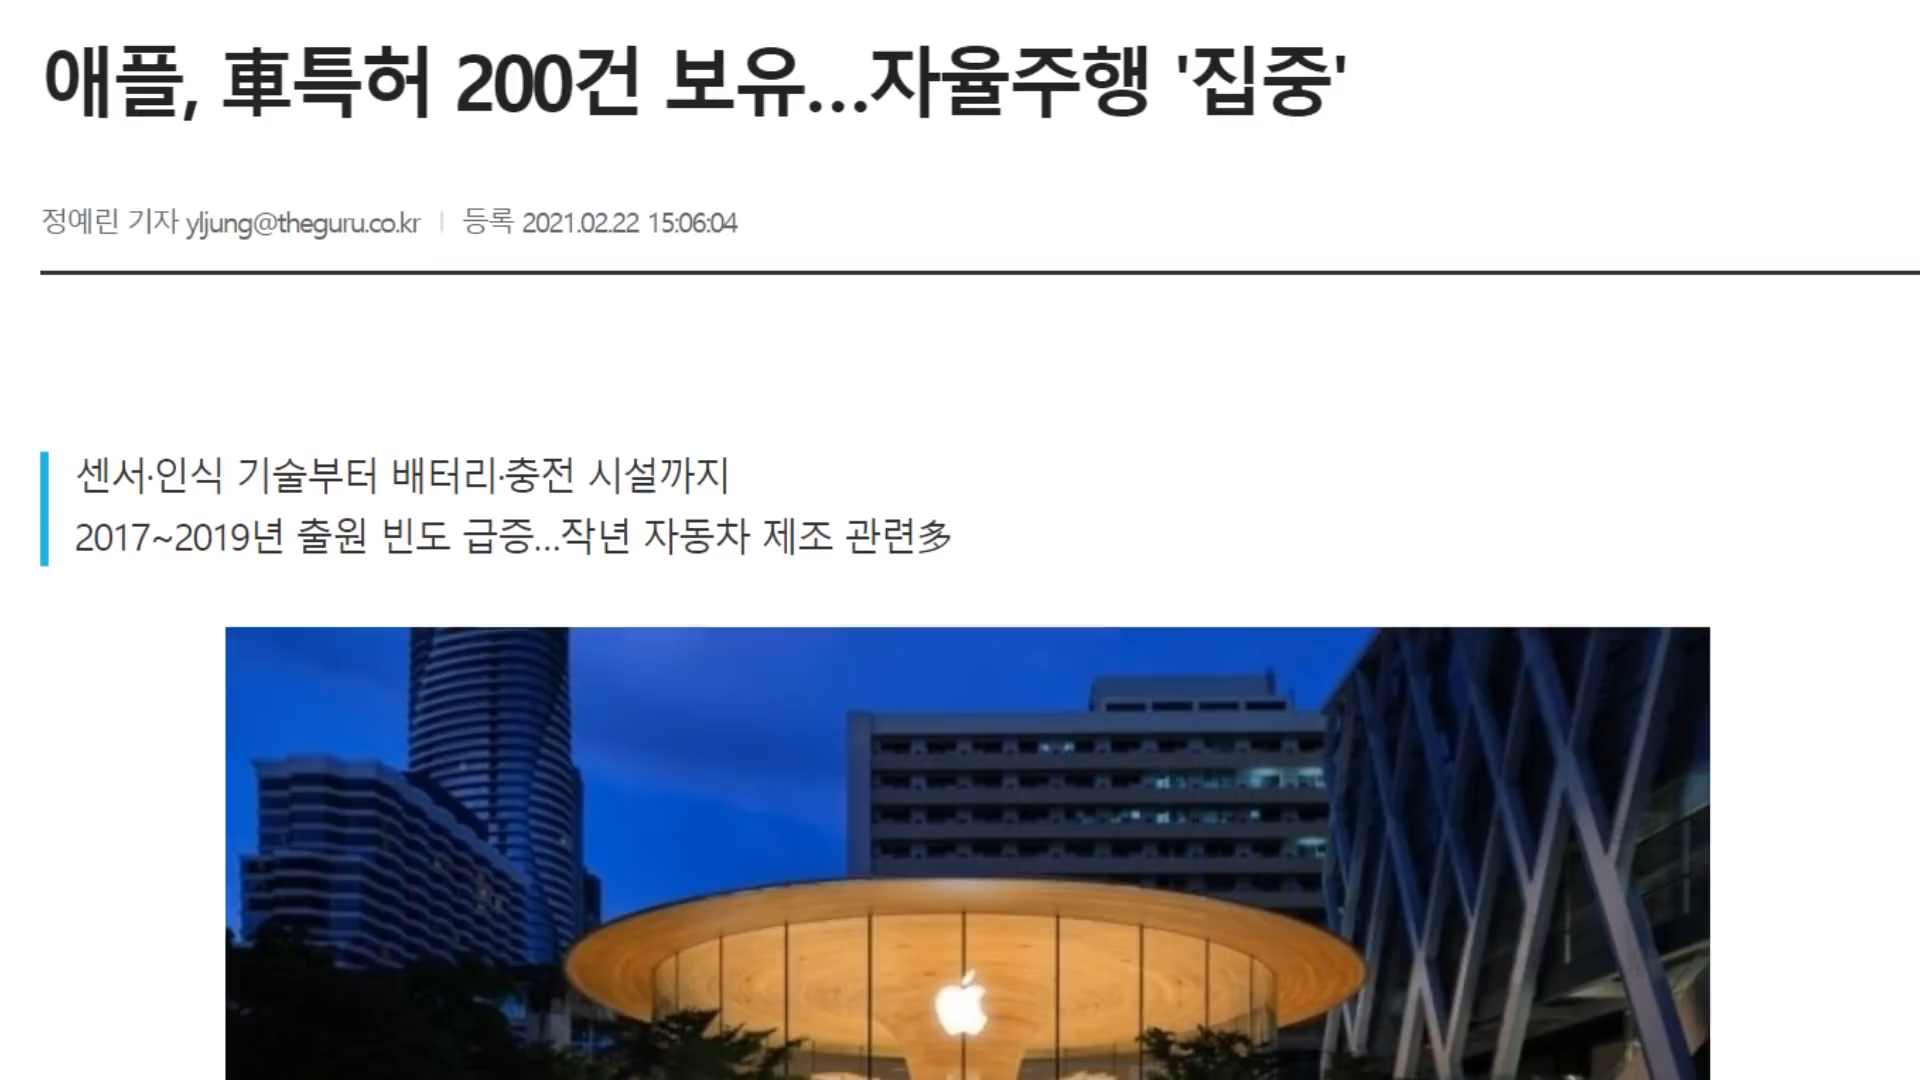 애플, 車특허 200건 보유...자율주행 '집중'
정예린 기자 yljung@theguru.co.kr
등록 2021.02.22 15:06:04
센서·인식 기술부터 배터리·충전 시설까지
2017~2019년 출원 빈도 급증...작년 자동차 제조 관련多